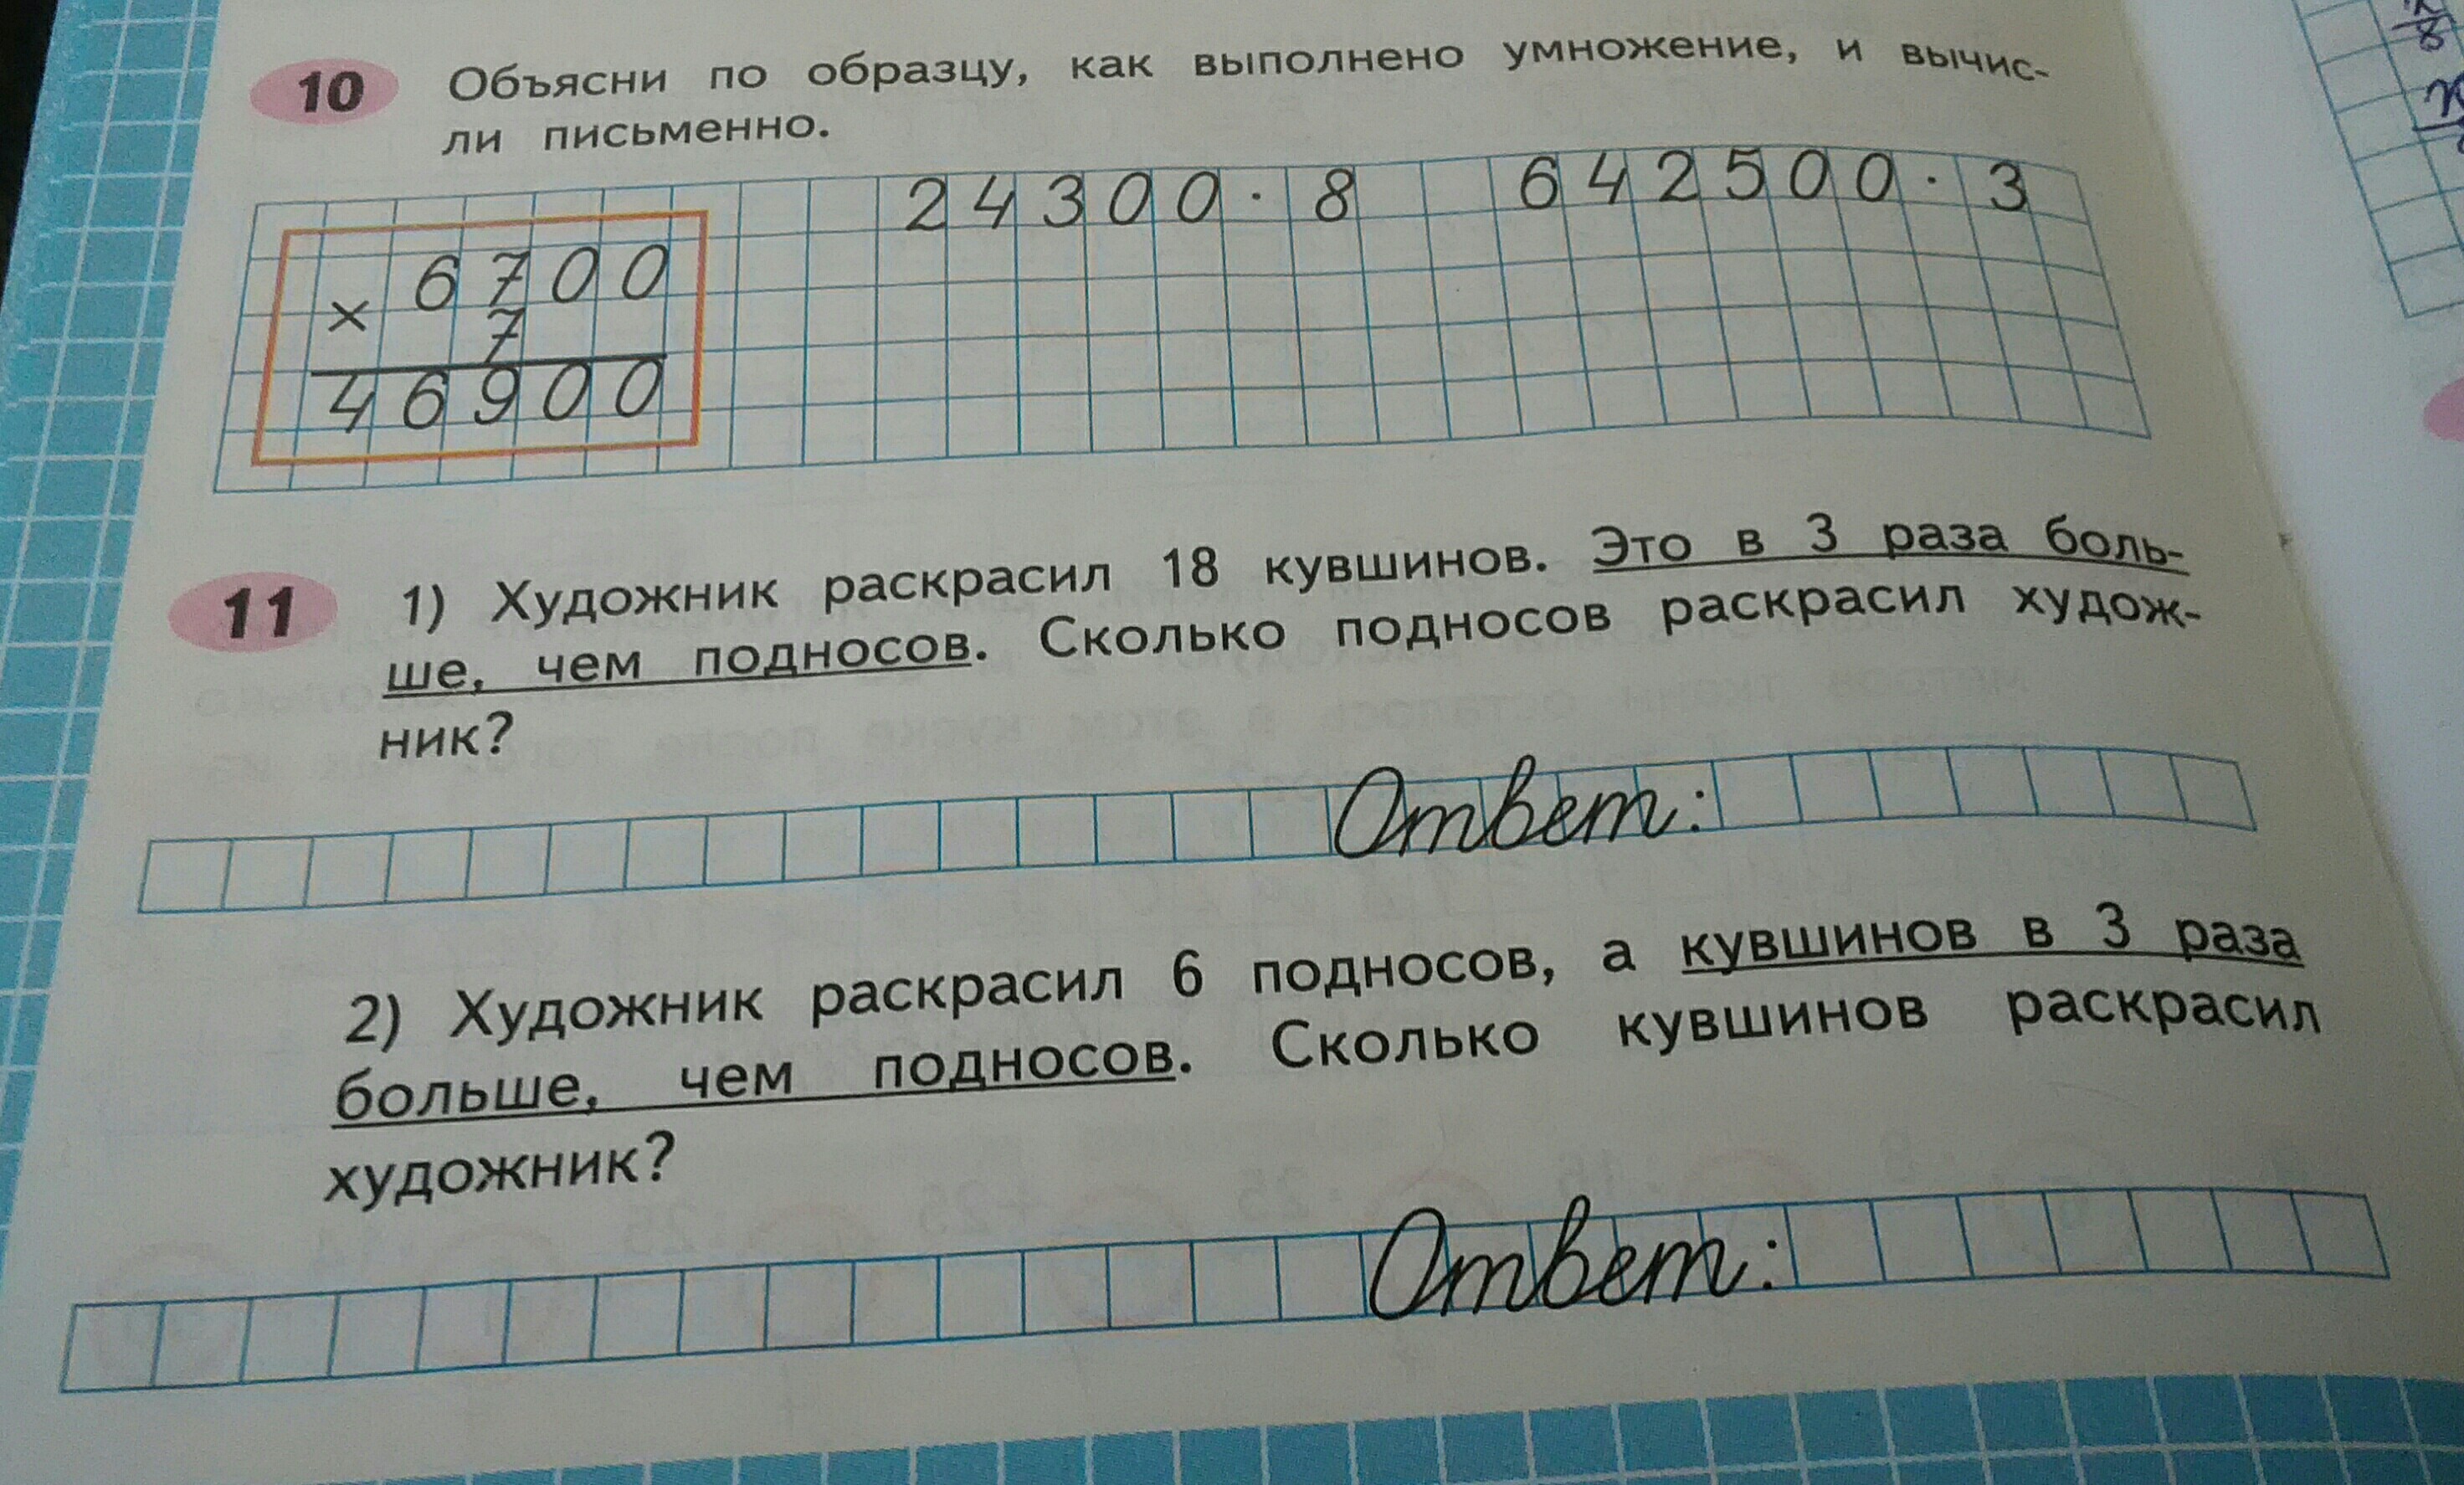 10 Объясни по образцу, как выполнено умножение, и вычис-
ли письменно.
24300 · 8 642500 · 3
× 6700
7
46900
11 1) Художник раскрасил 18 кувшинов. Это в 3 раза боль-
ше, чем подносов. Сколько подносов раскрасил худож-
ник?
Ответ:
2) Художник раскрасил 6 подносов, а кувшинов в 3 раза
больше, чем подносов. Сколько кувшинов раскрасил
художник?
Ответ: